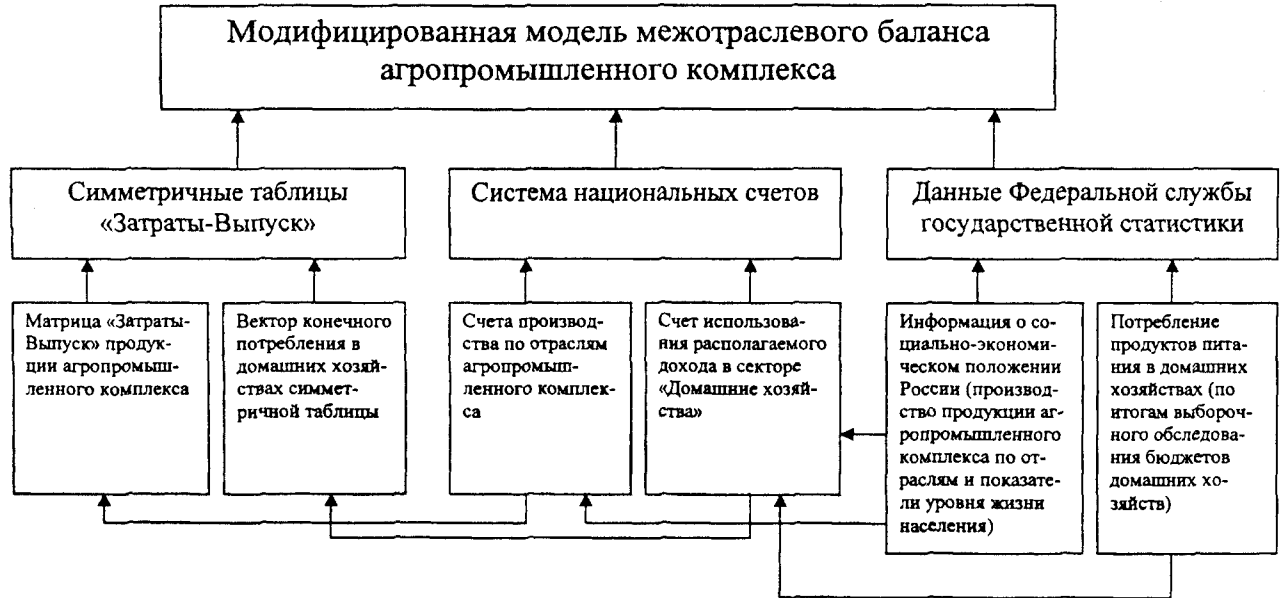 Модифицированная модель межотраслевого баланса
агропромышленного комплекса
Симметричные таблицы
«Затраты-Выпуск»
Система национальных счетов
Данные Федеральной службы
государственной статистики
Матрица «Затраты-
Выпуск» продук-
ции агропромыш-
ленного комплекса
Вектор конечного
потребления в
домашних хозяй-
ствах симмет-
ричной таблицы
Счета производ-
ства по отраслям
агропромыш-
ленного комплек-
са
Счет использова-
ния располагаемого
дохода в секторе
«Домашние хозяй-
ства»
Информация о со-
циально-экономи-
ческом положении
России (производ-
ство продукции аг-
ропромышленного
комплекса по от-
раслям и показате-
ли уровня жизни
населения)
Потребление
продуктов пита-
ния в домашних
хозяйствах (по
итогам выбороч-
ного обследова-
ния бюджетов
домашних хо-
зяйств)